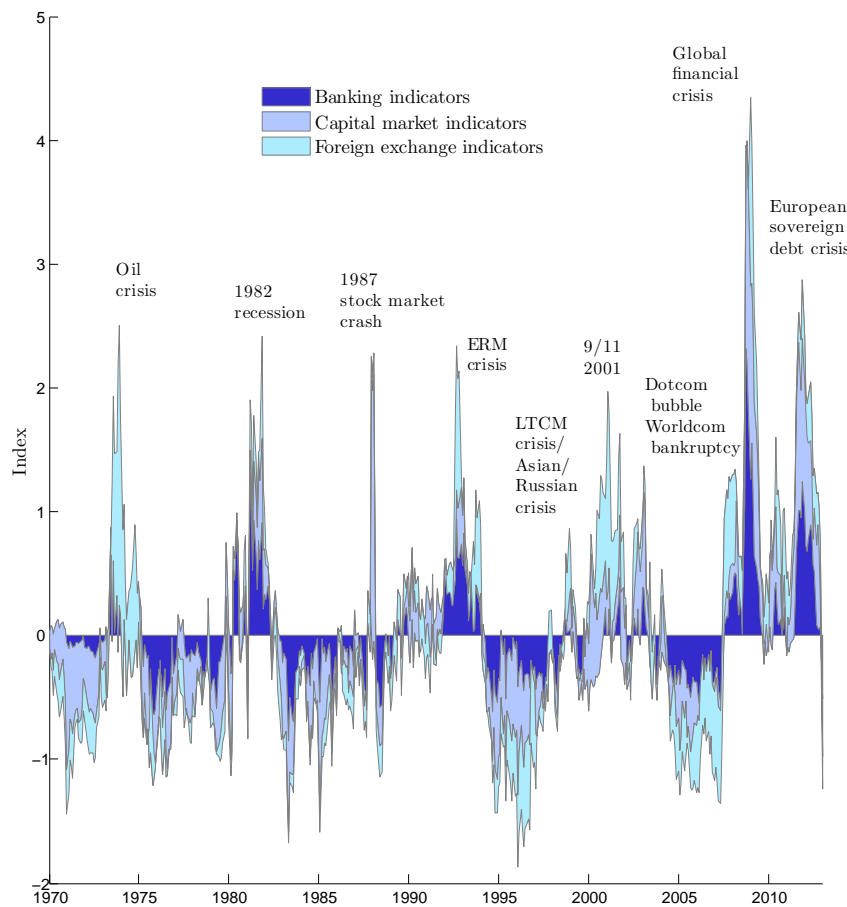 5
Global
financial
crisis
Banking indicators
Capital market indicators
Foreign exchange indicators
4
European
sovereign
debt crisis
3
Oil
crisis
1982
recession
1987
stock market
crash
ERM
crisis
9/11
2001
2
Dotcom
bubble
Worldcom
bankruptcy
LTCM
crisis/
Asian/
Russian
crisis
Index
1
0
−1
−2
1970
1975
1980
1985
1990
1995
2000
2005
2010